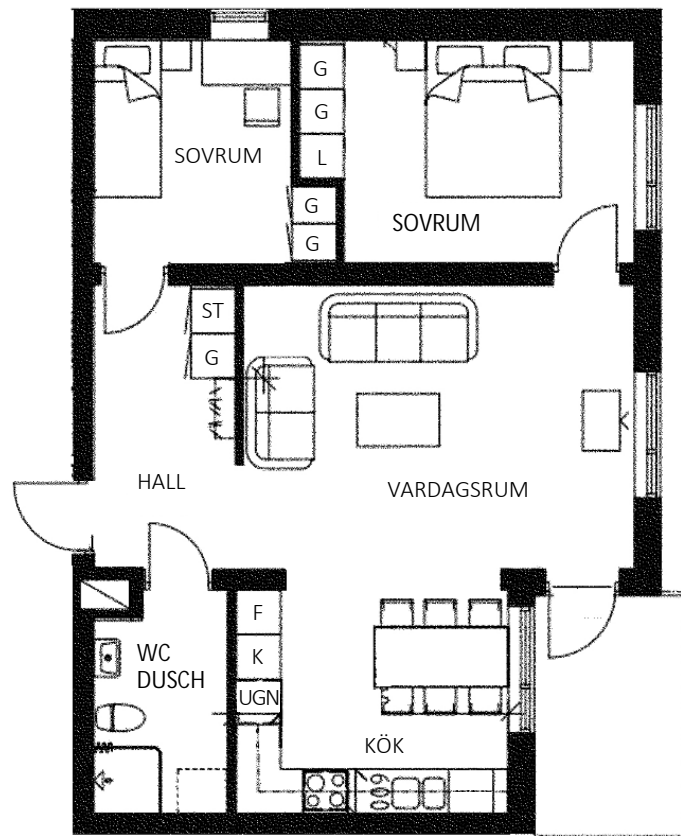 G
G
L
SOVRUM
G
G
SOVRUM
ST
G
HALL
VARDAGSRUM
F
K
UGN
WC
DUSCH
KÖK